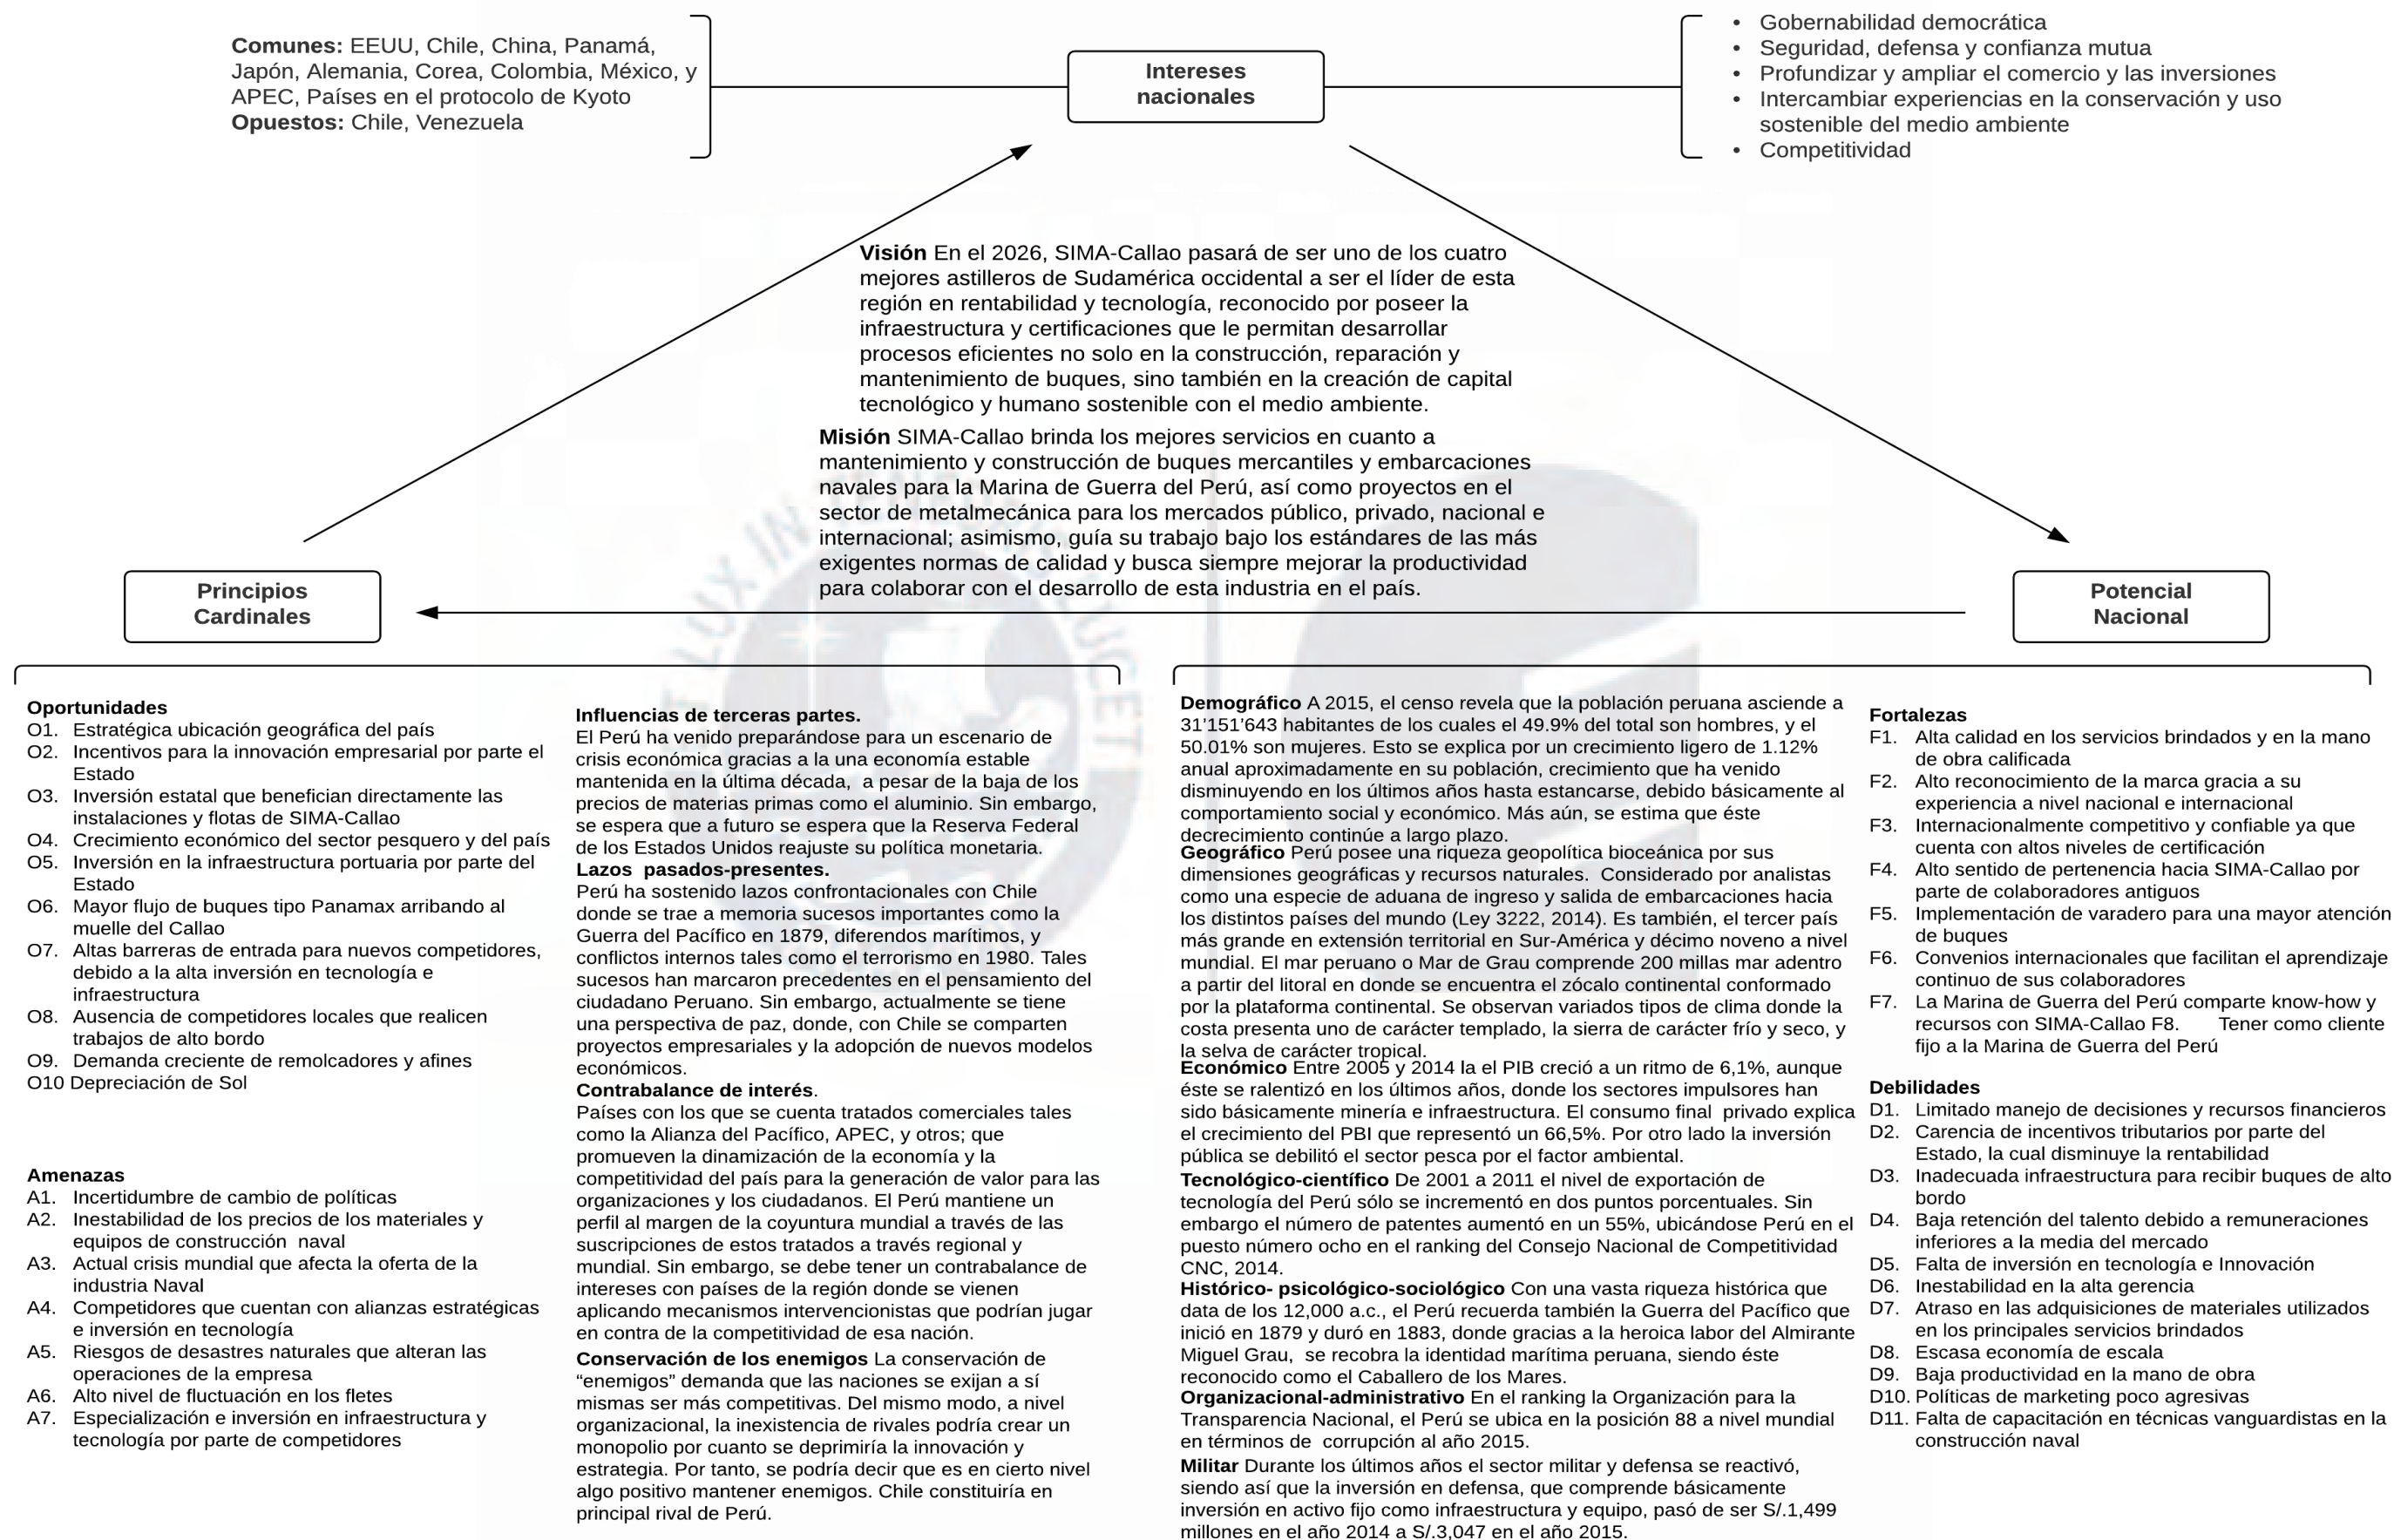 Comunes: EEUU, Chile, China, Panamá,
Japón, Alemania, Corea, Colombia, México, y
APEC, Países en el protocolo de Kyoto
Opuestos: Chile, Venezuela
Intereses
nacionales
• Gobernabilidad democrática
• Seguridad, defensa y confianza mutua
• Profundizar y ampliar el comercio y las inversiones
• Intercambiar experiencias en la conservación y uso
sostenible del medio ambiente
• Competitividad
Visión En el 2026, SIMA-Callao pasará de ser uno de los cuatro
mejores astilleros de Sudamérica occidental a ser el líder de esta
región en rentabilidad y tecnología, reconocido por poseer la
infraestructura y certificaciones que le permitan desarrollar
procesos eficientes no solo en la construcción, reparación y
mantenimiento de buques, sino también en la creación de capital
tecnológico y humano sostenible con el medio ambiente.
Misión SIMA-Callao brinda los mejores servicios en cuanto a
mantenimiento y construcción de buques mercantiles y embarcaciones
navales para la Marina de Guerra del Perú, así como proyectos en el
sector de metalmecánica para los mercados público, privado, nacional e
internacional; asimismo, guía su trabajo bajo los estándares de las más
exigentes normas de calidad y busca siempre mejorar la productividad
para colaborar con el desarrollo de esta industria en el país.
Principios
Cardinales
Potencial
Nacional
Oportunidades
O1. Estratégica ubicación geográfica del país
O2. Incentivos para la innovación empresarial por parte el
Estado
O3. Inversión estatal que benefician directamente las
instalaciones y flotas de SIMA-Callao
O4. Crecimiento económico del sector pesquero y del país
O5. Inversión en la infraestructura portuaria por parte del
Estado
O6. Mayor flujo de buques tipo Panamax arribando al
muelle del Callao
O7. Altas barreras de entrada para nuevos competidores,
debido a la alta inversión en tecnología e
infraestructura
O8. Ausencia de competidores locales que realicen
trabajos de alto bordo
O9. Demanda creciente de remolcadores y afines
O10 Depreciación de Sol
Amenazas
A1. Incertidumbre de cambio de políticas
A2. Inestabilidad de los precios de los materiales y
equipos de construcción naval
A3. Actual crisis mundial que afecta la oferta de la
industria Naval
A4. Competidores que cuentan con alianzas estratégicas
e inversión en tecnología
A5. Riesgos de desastres naturales que alteran las
operaciones de la empresa
A6. Alto nivel de fluctuación en los fletes
A7. Especialización e inversión en infraestructura y
tecnología por parte de competidores
Influencias de terceras partes.
El Perú ha venido preparándose para un escenario de
crisis económica gracias a la una economía estable
mantenida en la última década, a pesar de la baja de los
precios de materias primas como el aluminio. Sin embargo,
se espera que a futuro se espera que la Reserva Federal
de los Estados Unidos reajuste su política monetaria.
Lazos pasados-presentes.
Perú ha sostenido lazos confrontacionales con Chile
donde se trae a memoria sucesos importantes como la
Guerra del Pacífico en 1879, diferendos marítimos, y
conflictos internos tales como el terrorismo en 1980. Tales
sucesos han marcaron precedentes en el pensamiento del
ciudadano Peruano. Sin embargo, actualmente se tiene
una perspectiva de paz, donde, con Chile se comparten
proyectos empresariales y la adopción de nuevos modelos
económicos.
Contrabalance de interés.
Países con los que se cuenta tratados comerciales tales
como la Alianza del Pacífico, APEC, y otros; que
promueven la dinamización de la economía y la
competitividad del país para la generación de valor para las
organizaciones y los ciudadanos. El Perú mantiene un
perfil al margen de la coyuntura mundial a través de las
suscripciones de estos tratados a través regional y
mundial. Sin embargo, se debe tener un contrabalance de
intereses con países de la región donde se vienen
aplicando mecanismos intervencionistas que podrían jugar
en contra de la competitividad de esa nación.
Conservación de los enemigos La conservación de
“enemigos” demanda que las naciones se exijan a sí
mismas ser más competitivas. Del mismo modo, a nivel
organizacional, la inexistencia de rivales podría crear un
monopolio por cuanto se deprimiría la innovación y
estrategia. Por tanto, se podría decir que es en cierto nivel
algo positivo mantener enemigos. Chile constituiría en
principal rival de Perú.
Demográfico A 2015, el censo revela que la población peruana asciende a
31’151’643 habitantes de los cuales el 49.9% del total son hombres, y el
50.01% son mujeres. Esto se explica por un crecimiento ligero de 1.12%
anual aproximadamente en su población, crecimiento que ha venido
disminuyendo en los últimos años hasta estancarse, debido básicamente al
comportamiento social y económico. Más aún, se estima que éste
decrecimiento continúe a largo plazo.
Geográfico Perú posee una riqueza geopolítica bioceánica por sus
dimensiones geográficas y recursos naturales. Considerado por analistas
como una especie de aduana de ingreso y salida de embarcaciones hacia
los distintos países del mundo (Ley 3222, 2014). Es también, el tercer país
más grande en extensión territorial en Sur-América y décimo noveno a nivel
mundial. El mar peruano o Mar de Grau comprende 200 millas mar adentro
a partir del litoral en donde se encuentra el zócalo continental conformado
por la plataforma continental. Se observan variados tipos de clima donde la
costa presenta uno de carácter templado, la sierra de carácter frío y seco, y
la selva de carácter tropical.
Económico Entre 2005 y 2014 la el PIB creció a un ritmo de 6,1%, aunque
éste se ralentizó en los últimos años, donde los sectores impulsores han
sido básicamente minería e infraestructura. El consumo final privado explica
el crecimiento del PBI que representó un 66,5%. Por otro lado la inversión
pública se debilitó el sector pesca por el factor ambiental.
Tecnológico-científico De 2001 a 2011 el nivel de exportación de
tecnología del Perú sólo se incrementó en dos puntos porcentuales. Sin
embargo el número de patentes aumentó en un 55%, ubicándose Perú en el
puesto número ocho en el ranking del Consejo Nacional de Competitividad
CNC, 2014.
Histórico- psicológico-sociológico Con una vasta riqueza histórica que
data de los 12,000 a.c., el Perú recuerda también la Guerra del Pacífico que
inició en 1879 y duró en 1883, donde gracias a la heroica labor del Almirante
Miguel Grau, se recobra la identidad marítima peruana, siendo éste
reconocido como el Caballero de los Mares.
Organizacional-administrativo En el ranking la Organización para la
Transparencia Nacional, el Perú se ubica en la posición 88 a nivel mundial
en términos de corrupción al año 2015.
Militar Durante los últimos años el sector militar y defensa se reactivó,
siendo así que la inversión en defensa, que comprende básicamente
inversión en activo fijo como infraestructura y equipo, pasó de ser S/.1,499
millones en el año 2014 a S/.3,047 en el año 2015.
Fortalezas
F1. Alta calidad en los servicios brindados y en la mano
de obra calificada
F2. Alto reconocimiento de la marca gracias a su
experiencia a nivel nacional e internacional
F3. Internacionalmente competitivo y confiable ya que
cuenta con altos niveles de certificación
F4. Alto sentido de pertenencia hacia SIMA-Callao por
parte de colaboradores antiguos
F5. Implementación de varadero para una mayor atención
de buques
F6. Convenios internacionales que facilitan el aprendizaje
continuo de sus colaboradores
F7. La Marina de Guerra del Perú comparte know-how y
recursos con SIMA-Callao F8. Tener como cliente
fijo a la Marina de Guerra del Perú
Debilidades
D1. Limitado manejo de decisiones y recursos financieros
D2. Carencia de incentivos tributarios por parte del
Estado, la cual disminuye la rentabilidad
D3. Inadecuada infraestructura para recibir buques de alto
bordo
D4. Baja retención del talento debido a remuneraciones
inferiores a la media del mercado
D5. Falta de inversión en tecnología e Innovación
D6. Inestabilidad en la alta gerencia
D7. Atraso en las adquisiciones de materiales utilizados
en los principales servicios brindados
D8. Escasa economía de escala
D9. Baja productividad en la mano de obra
D10. Políticas de marketing poco agresivas
D11. Falta de capacitación en técnicas vanguardistas en la
construcción naval